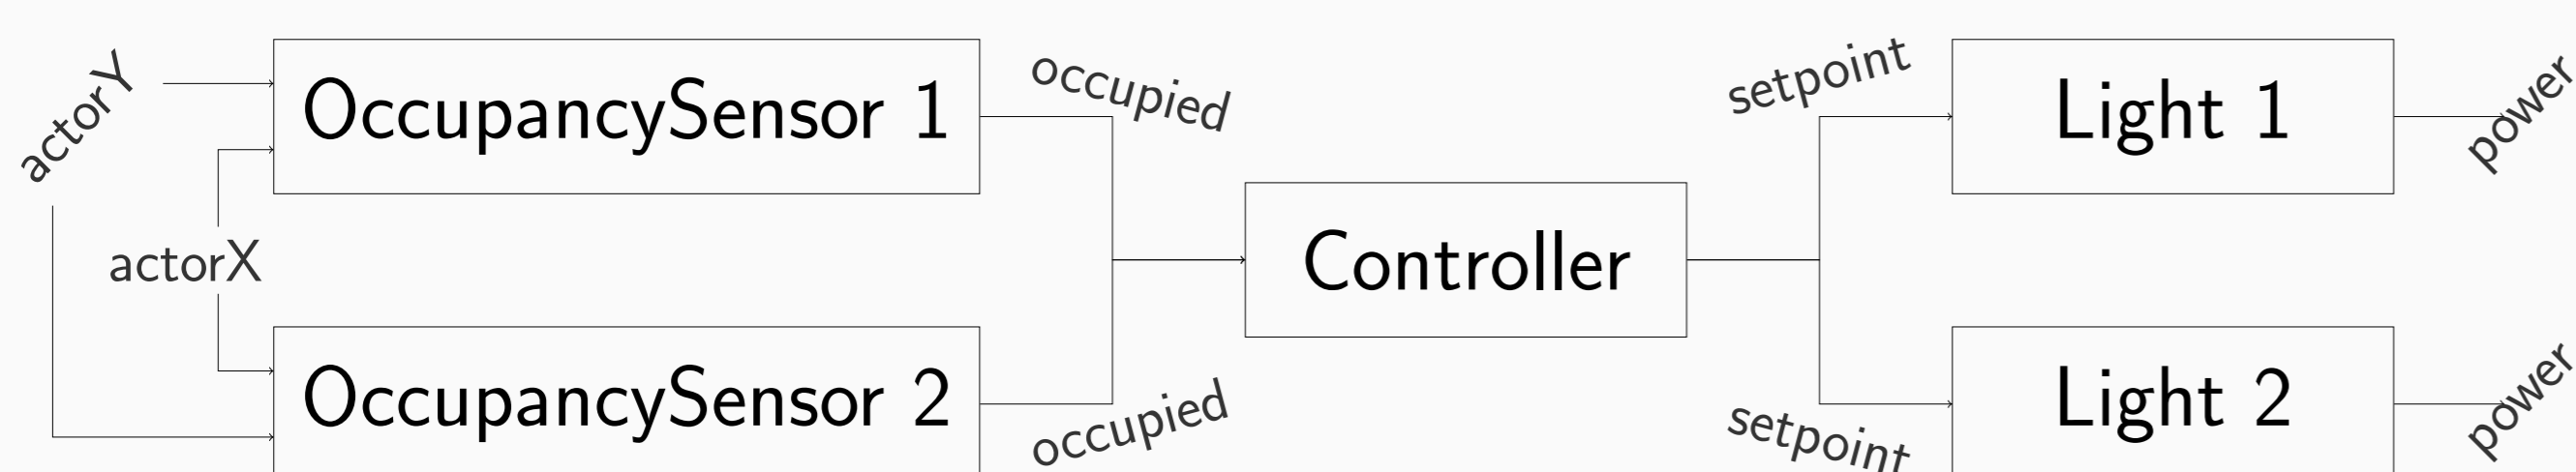 actorY
OccupancySensor 1
occupied
setpoint
Light 1
power
actorX
Controller
OccupancySensor 2
occupied
setpoint
Light 2
power